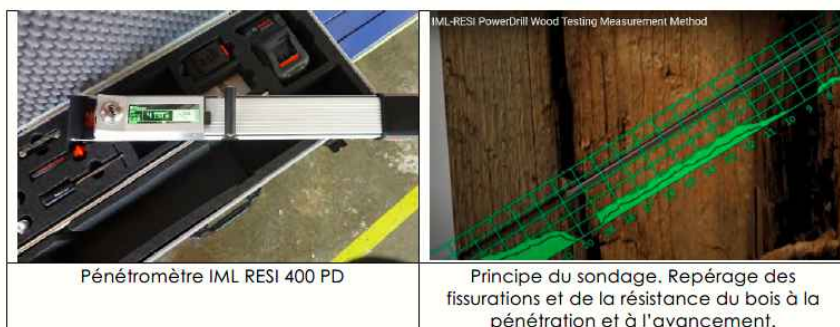 IML-RESI PowerDrill Wood Testing Measurement Method
Pénétromètre IML RESI 400 PD
Principe du sondage. Repérage des
fissurations et de la résistance du bois à la
pénétration et à l'avancement.